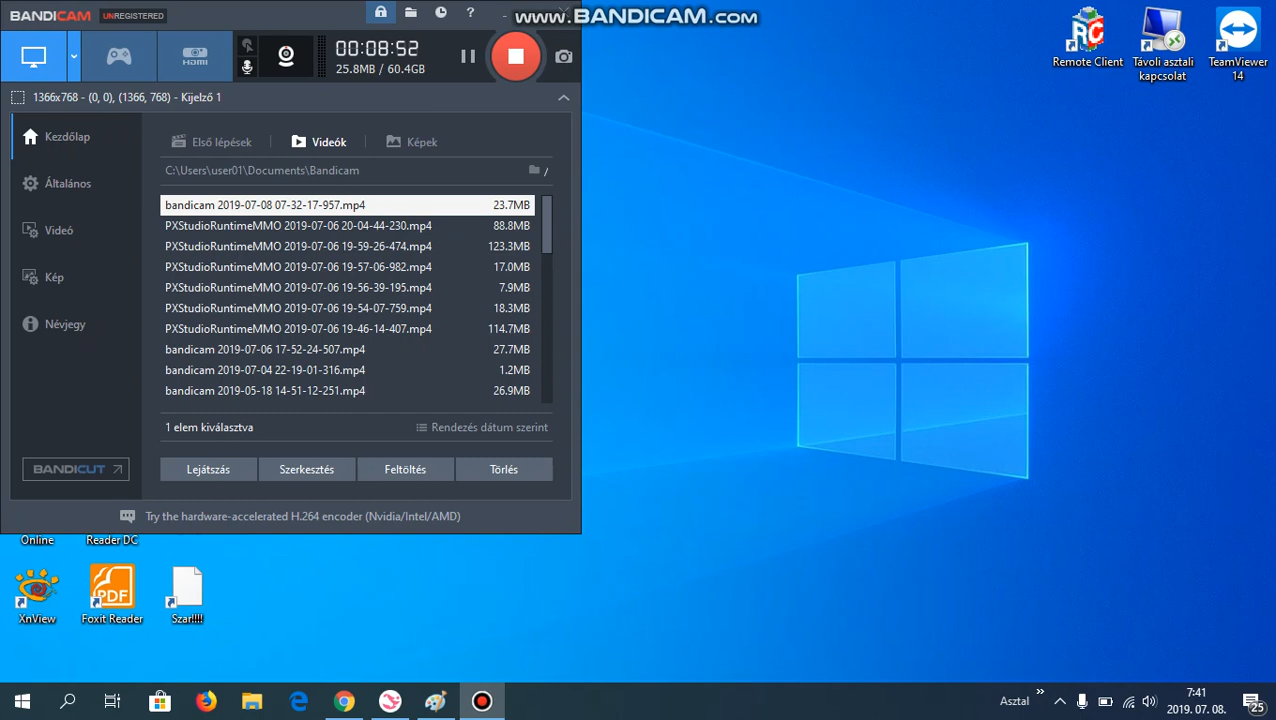 BANDICAM UNREGISTERED
www.BANDICAM.com
00:08:52
25.8MB / 60.4GB
HDMI
1366x768 - (0, 0), (1366, 768) - Kijelző 1
Kezdőlap
Általános
Videó
Kép
Névjegy
BANDICUT
Első lépések
Videók
Képek
C:\Users\user01\Documents\Bandicam
/
bandicam 2019-07-08 07-32-17-957.mp4 23.7MB
PXStudioRuntimeMMO 2019-07-06 20-04-44-230.mp4 88.8MB
PXStudioRuntimeMMO 2019-07-06 19-59-26-474.mp4 123.3MB
PXStudioRuntimeMMO 2019-07-06 19-57-06-982.mp4 17.0MB
PXStudioRuntimeMMO 2019-07-06 19-56-39-195.mp4 7.9MB
PXStudioRuntimeMMO 2019-07-06 19-54-07-759.mp4 18.3MB
PXStudioRuntimeMMO 2019-07-06 19-46-14-407.mp4 114.7MB
bandicam 2019-07-06 17-52-24-507.mp4 27.7MB
bandicam 2019-07-04 22-19-01-316.mp4 1.2MB
bandicam 2019-05-18 14-51-12-251.mp4 26.9MB
1 elem kiválasztva
Rendezés dátum szerint
Lejátszás
Szerkesztés
Feltöltés
Törlés
Try the hardware-accelerated H.264 encoder (Nvidia/Intel/AMD)
RC
Remote Client
Távoli asztali
kapcsolat
TeamViewer
14
Online
Reader DC
PDF
XnView
Foxit Reader
Szar!!!!
Asztal
7:41
2019. 07. 08.
25